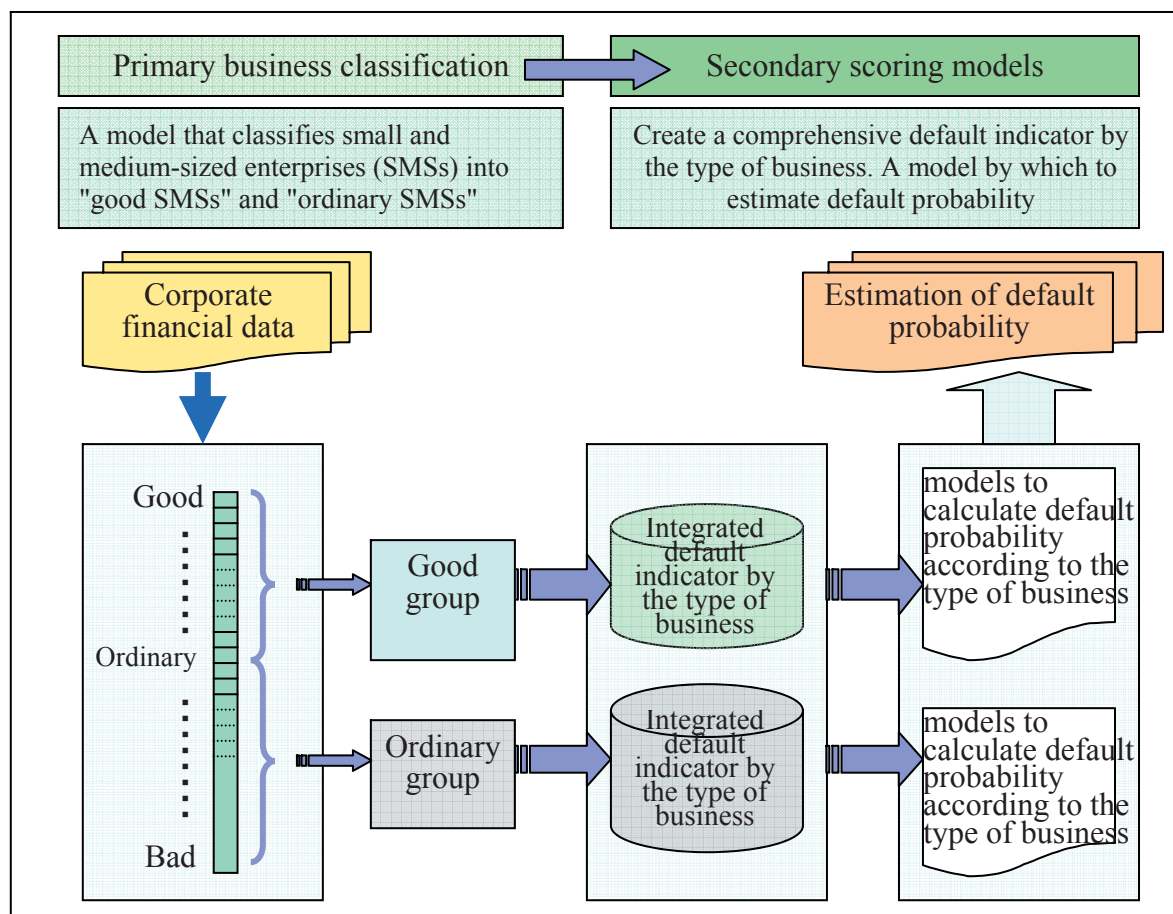 Primary business classification
Secondary scoring models
A model that classifies small and
medium-sized enterprises (SMSs) into
"good SMSs" and "ordinary SMSs"
Create a comprehensive default indicator by
the type of business. A model by which to
estimate default probability
Corporate
financial data
Estimation of default
probability
Good
Ordinary
Bad
Good
group
Integrated
default
indicator by
the type of
business
models to
calculate default
probability
according to the
type of business
Ordinary
group
Integrated
default
indicator by
the type of
business
models to
calculate default
probability
according to the
type of business